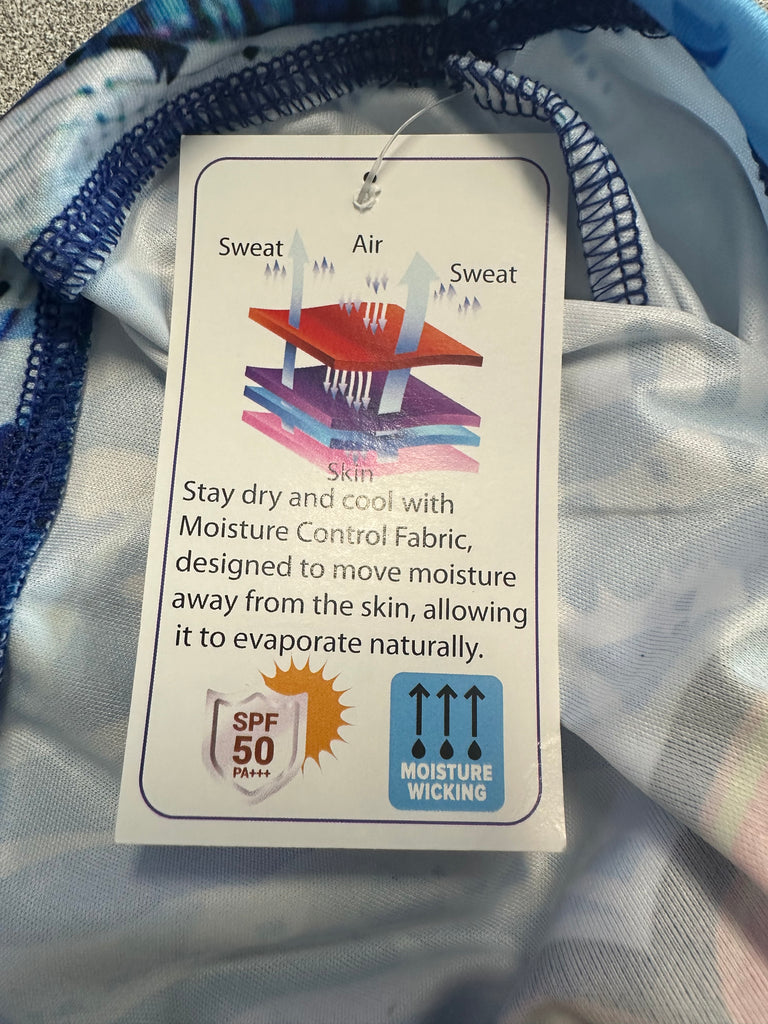 Sweat
Air
Sweat
Skin
Stay dry and cool with
Moisture Control Fabric,
designed to move moisture
away from the skin, allowing
it to evaporate naturally.
SPF
50
PA+++
MOISTURE
WICKING